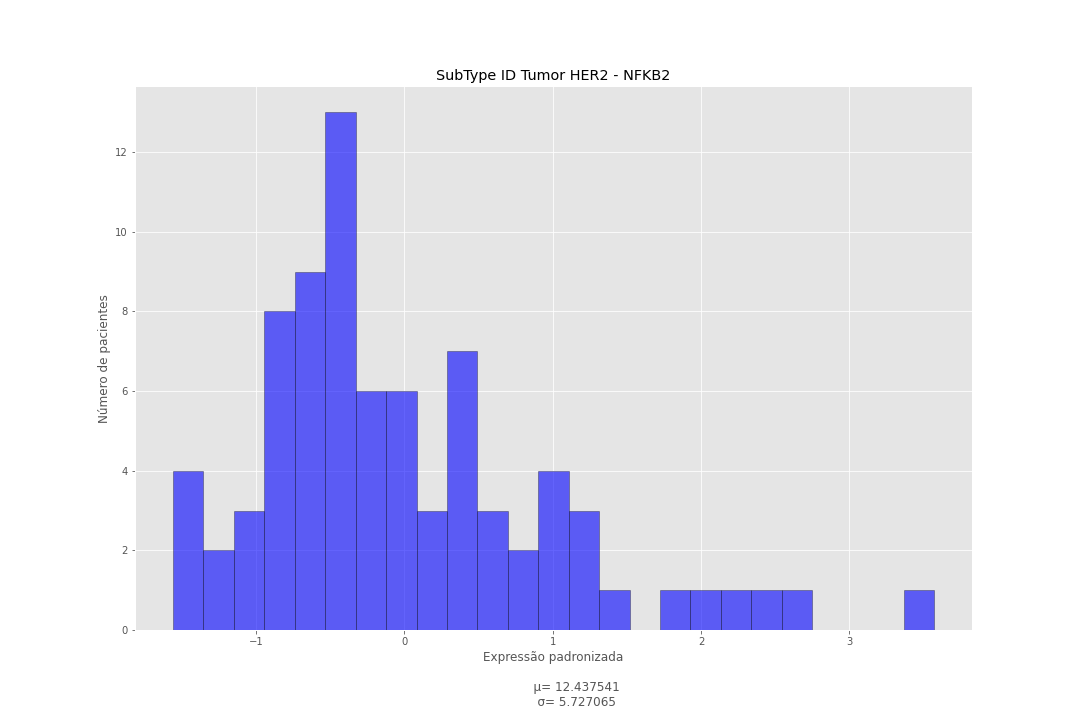 SubType ID Tumor HER2 - NFKB2
12
10
8
6
4
2
0
Número de pacientes
−1 0 1 2 3
Expressão padronizada
μ= 12.437541
σ= 5.727065